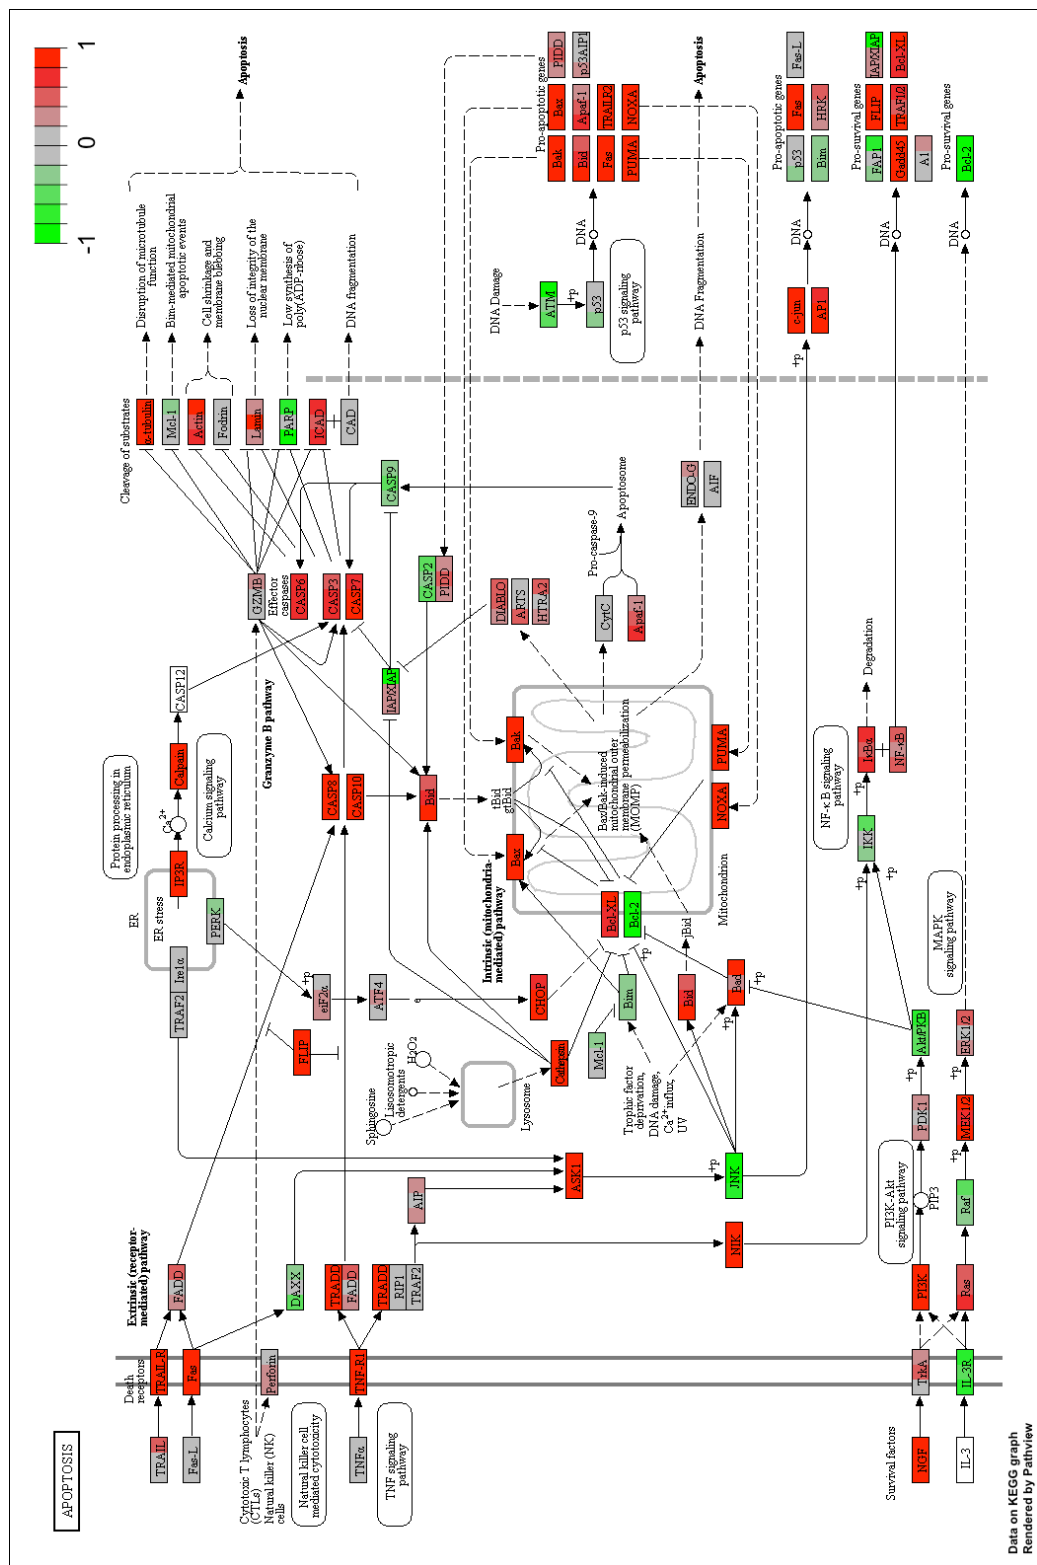 APOPTOSIS
-1
0
1
Death
receptors
Extrinsic (receptor-
mediated) pathway
TRAIL
TRAIL-R
FADD
Fas-L
Fas
Cytotoxic T lymphocytes
(CTLs)
Natural killer (NK)
cells
Perforin
DAXX
Natural killer cell
mediated cytotoxicity
TNFα
TNF-R1
TRADD
FADD
TRADD
RIP1
TRAF2
TNF signaling
pathway
AIP
NIK
ASK1
JNK
+p
Survival factors
NGF
TrkA
PI3K
PIP3
PDK1
+p
Akt/PKB
PI3K-Akt
signaling pathway
IL-3
IL-3R
Ras
Raf
+p
MEK1/2
+p
ERK1/2
MAPK
signaling pathway
ER
ER stress
TRAF2
Ire1α
PERK
IP3R
Ca2+
Calpain
CASP12
Protein processing in
endoplasmic reticulum
Calcium signaling
pathway
+p
eiF2α
ATF4
e
CHOP
FLIP
Sphingosine
Lisosomotropic
detergents
H2O2
Lysosome
Cathepsin
Mcl-1
Bim
Trophic factor
deprivation,
DNA damage,
Ca2+influx,
UV
Bid
jBid
+p
Bad
+p
+p
Granzyme B pathway
GZMB
Effector
caspases
CASP6
CASP3
CASP7
CASP8
CASP10
IAP/XIAP
CASP9
Bid
tBid
gtBid
CASP2
PIDD
Intrinsic (mitochondria-
mediated) pathway
Bax
Bak
Bax/Bak-induced
mitochondrial outer
membrane permeabilization
(MOMP)
Bcl-XL
Bcl-2
NOXA
PUMA
Mitochondrion
DIABLO
ARTS
HTRA2
CytC
Apaf-1
Pro-caspase-9
Apoptosome
ENDO-G
AIF
DNA Fragmentation
Apoptosis
+p
+p
IKK
+p
IκBα
NF-κB
Degradation
NF-κ B signaling
pathway
Cleavage of substrates
α-tubulin
Mcl-1
Actin
Fodrin
Lamin
PARP
ICAD
CAD
Disruption of microtubule
function
Bim-mediated mitochondrial
apoptotic events
Cell shinkage and
membrane blebbing
Loss of integrity of the
nuclear membrane
Low synthesis of
poly(ADP-ribose)
DNA fragmentation
Apoptosis
DNA Damage
ATM
+p
p53
p53 signaling
pathway
DNA
Pro-apoptotic genes
Bak
Bax
PIDD
Bid
Apaf-1
p53AIP1
Fas
TRAILR2
PUMA
NOXA
+p
c-jun
AP1
DNA
Pro-apoptotic genes
p53
Fas
Fas-L
Bim
HRK
DNA
Pro-survival genes
FAP1
FLIP
IAP/XIAP
Gadd45
TRAF1/2
Bcl-XL
A1
DNA
Pro-survival genes
Bcl-2
Data on KEGG graph
Rendered by Pathview